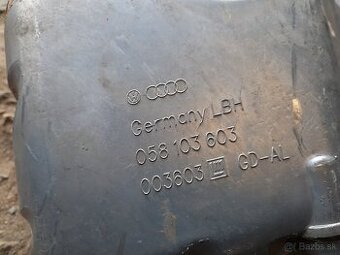 Germany LBH
058 103 603
003603 GD-AL
Bazos.sk